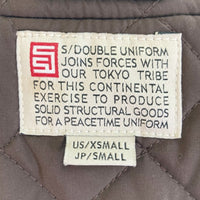 S/DOUBLE UNIFORM
JOINS FORCES WITH
OUR TOKYO TRIBE
FOR THIS CONTINENTAL
EXERCISE TO PRODUCE
SOLID STRUCTURAL GOODS
FOR A PEACETIME UNIFORM
US/XSMALL
JP/SMALL